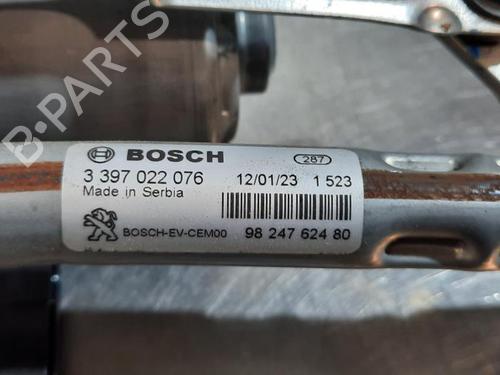 B-PARTS
BOSCH 287
3 397 022 076 12/01/23 1 523
Made in Serbia
BOSCH-EV-CEM00 98 247 624 80